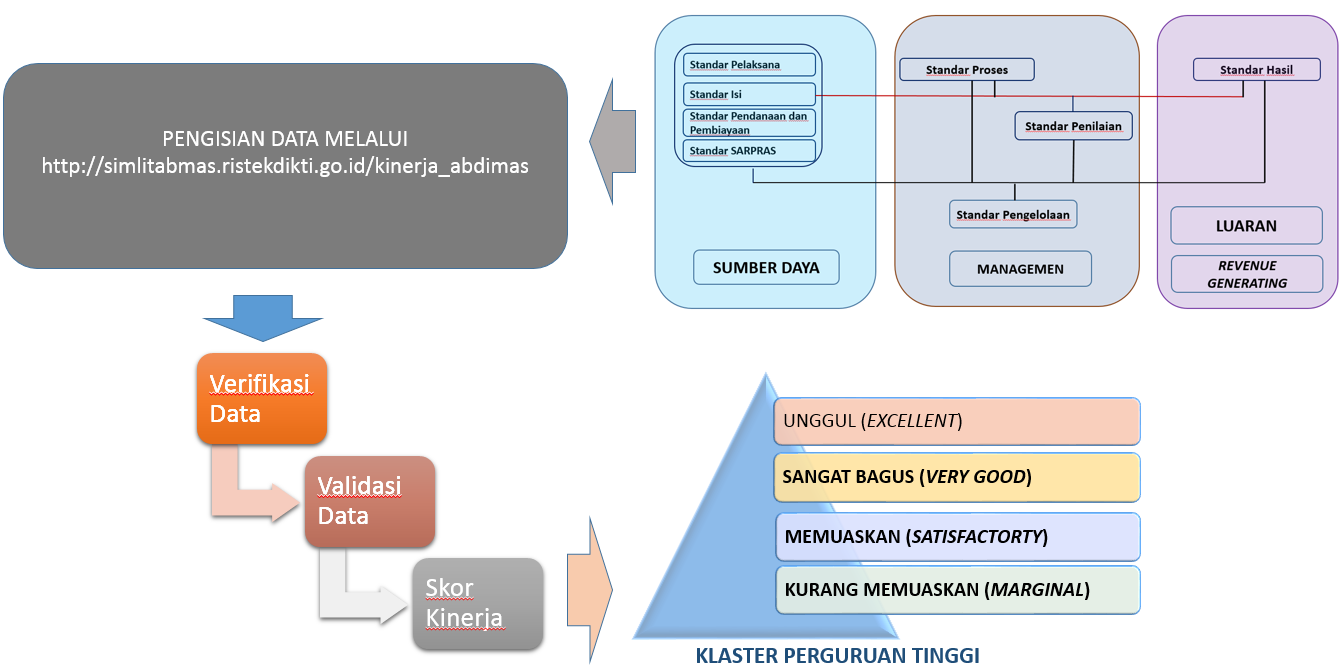 PENGISIAN DATA MELALUI
http://simlitabmas.ristekdikti.go.id/kinerja_abdimas
Standar Pelaksana
Standar Isi
Standar Pendanaan dan
Pembiayaan
Standar SARPRAS
SUMBER DAYA
Standar Proses
Standar Penilaian
Standar Pengelolaan
MANAGEMEN
Standar Hasil
LUARAN
REVENUE
GENERATING
Verifikasi
Data
Validasi
Data
Skor
Kinerja
UNGGUL (EXCELLENT)
SANGAT BAGUS (VERY GOOD)
MEMUASKAN (SATISFACTORTY)
KURANG MEMUASKAN (MARGINAL)
KLASTER PERGURUAN TINGGI